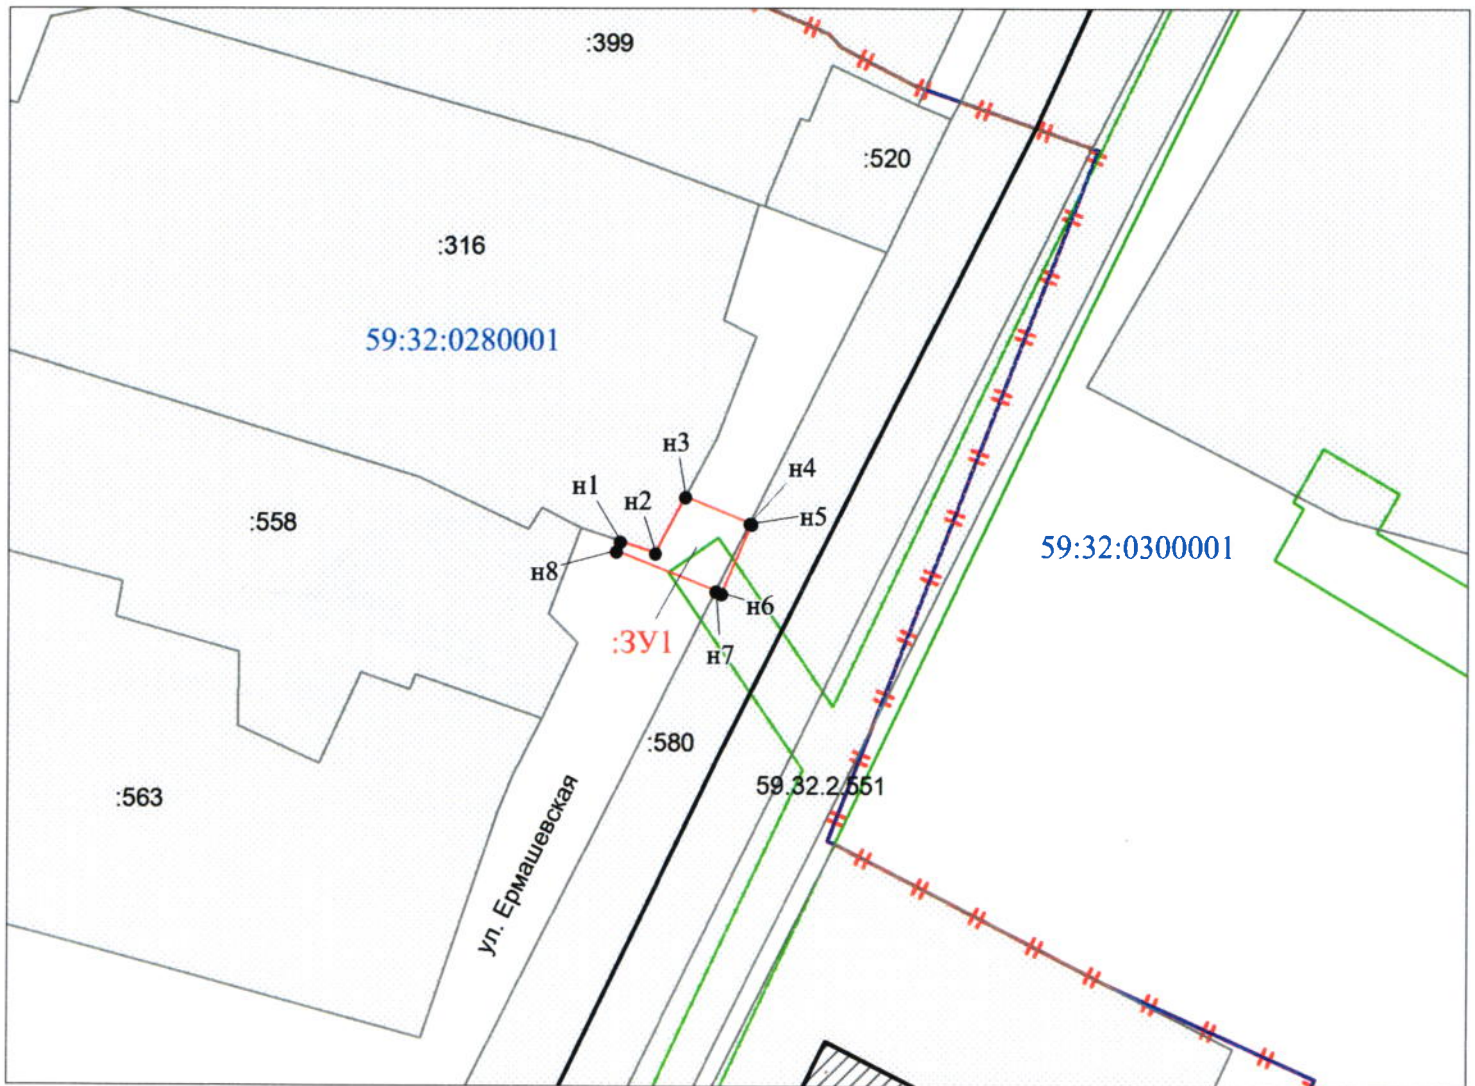 :399
:520
:316
59:32:0280001
н3
н4
н1
н2
н5
:558
59:32:0300001
н8
н6
:ЗУ1
н7
:580
59.32.2.551
:563
ул. Ермашевская